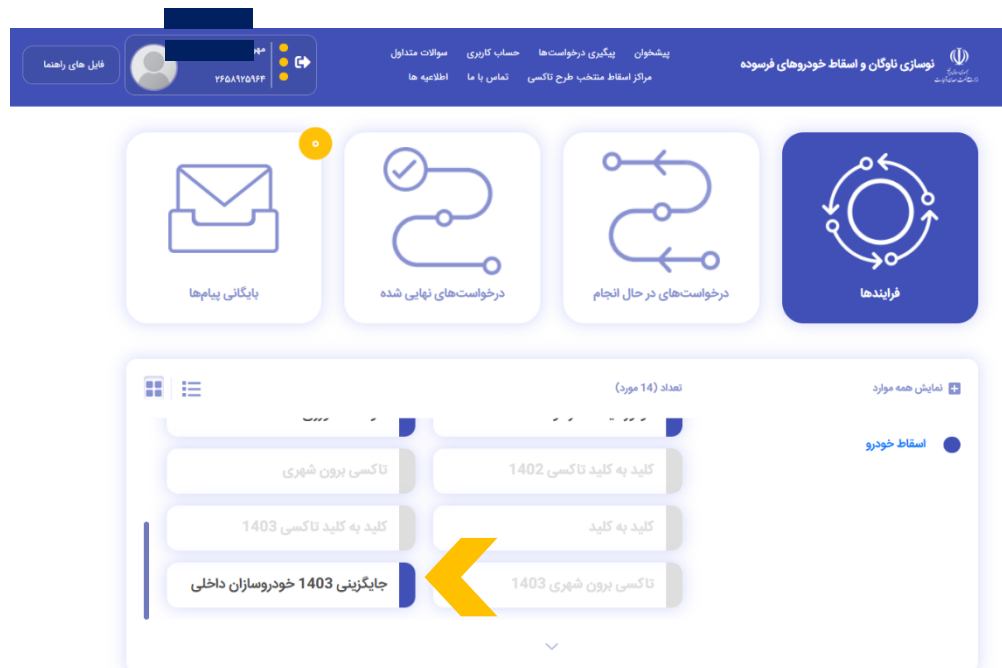 نوسازی ناوگان و اسقاط خودروهای فرسوده
پیشخوان پیگیری درخواست‌ها حساب کاربری سوالات متداول
مراکز اسقاط منتخب طرح تاکسی تماس با ما اطلاعیه ها
۲۶۵۸۹۲۵۹۶۴
فایل های راهنما
فرایندها
درخواست‌های در حال انجام
درخواست‌های نهایی شده
۰
بایگانی پیام‌ها
نمایش همه موارد
تعداد (14 مورد)
اسقاط خودرو
کلید به کلید تاکسی 1402
تاکسی برون شهری
کلید به کلید
کلید به کلید تاکسی 1403
تاکسی برون شهری 1403
جایگزینی 1403 خودروسازان داخلی